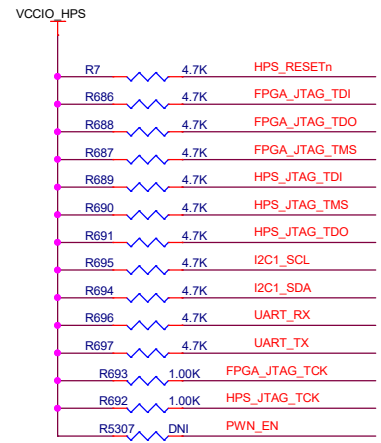 VCCIO_HPS
R7 4.7K HPS_RESETn
R686 4.7K FPGA_JTAG_TDI
R688 4.7K FPGA_JTAG_TDO
R687 4.7K FPGA_JTAG_TMS
R689 4.7K HPS_JTAG_TDI
R690 4.7K HPS_JTAG_TMS
R691 4.7K HPS_JTAG_TDO
R695 4.7K I2C1_SCL
R694 4.7K I2C1_SDA
R696 4.7K UART_RX
R697 4.7K UART_TX
R693 1.00K FPGA_JTAG_TCK
R692 1.00K HPS_JTAG_TCK
R5307 DNI PWN_EN